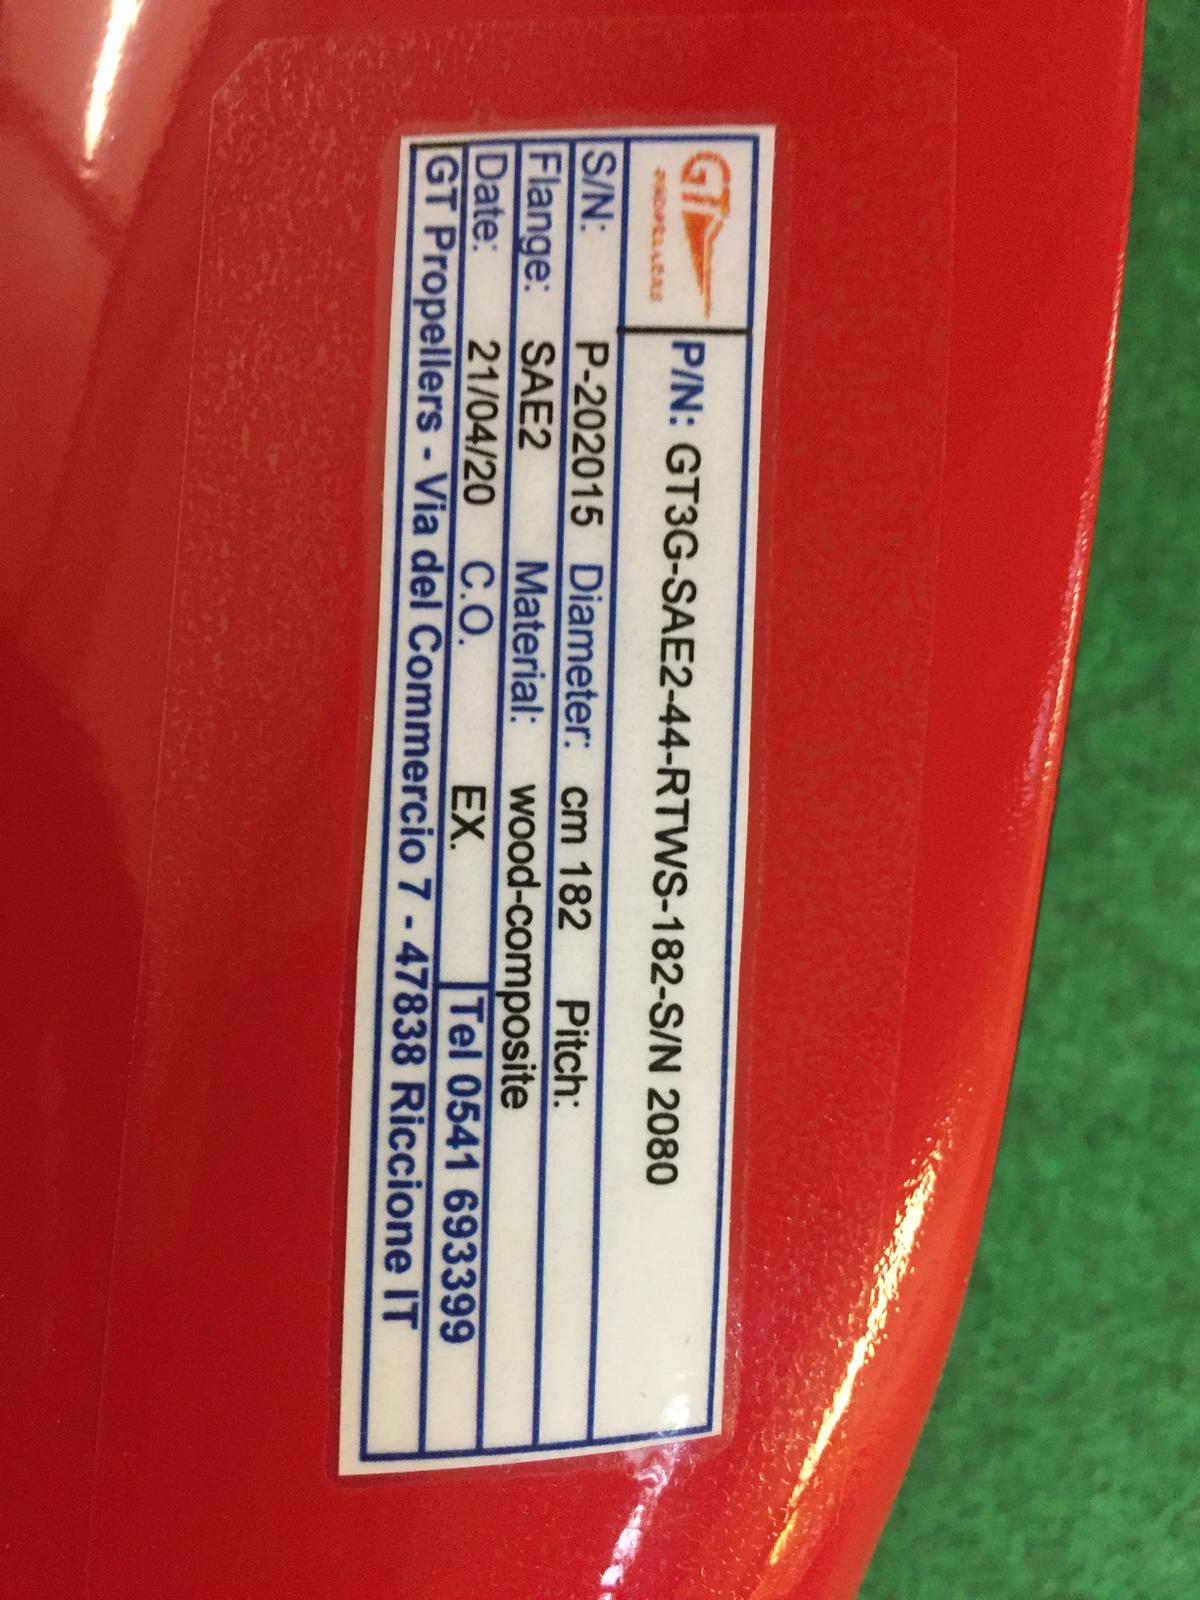 GT
PROPELLERS
P/N: GT3G-SAE2-44-RTWS-182-S/N 2080
S/N: P-202015 Diameter: cm 182 Pitch:
Flange: SAE2 Material: wood-composite
Date: 21/04/20 C.O. EX. Tel 0541 693399
GT Propellers - Via del Commercio 7 - 47838 Riccione IT